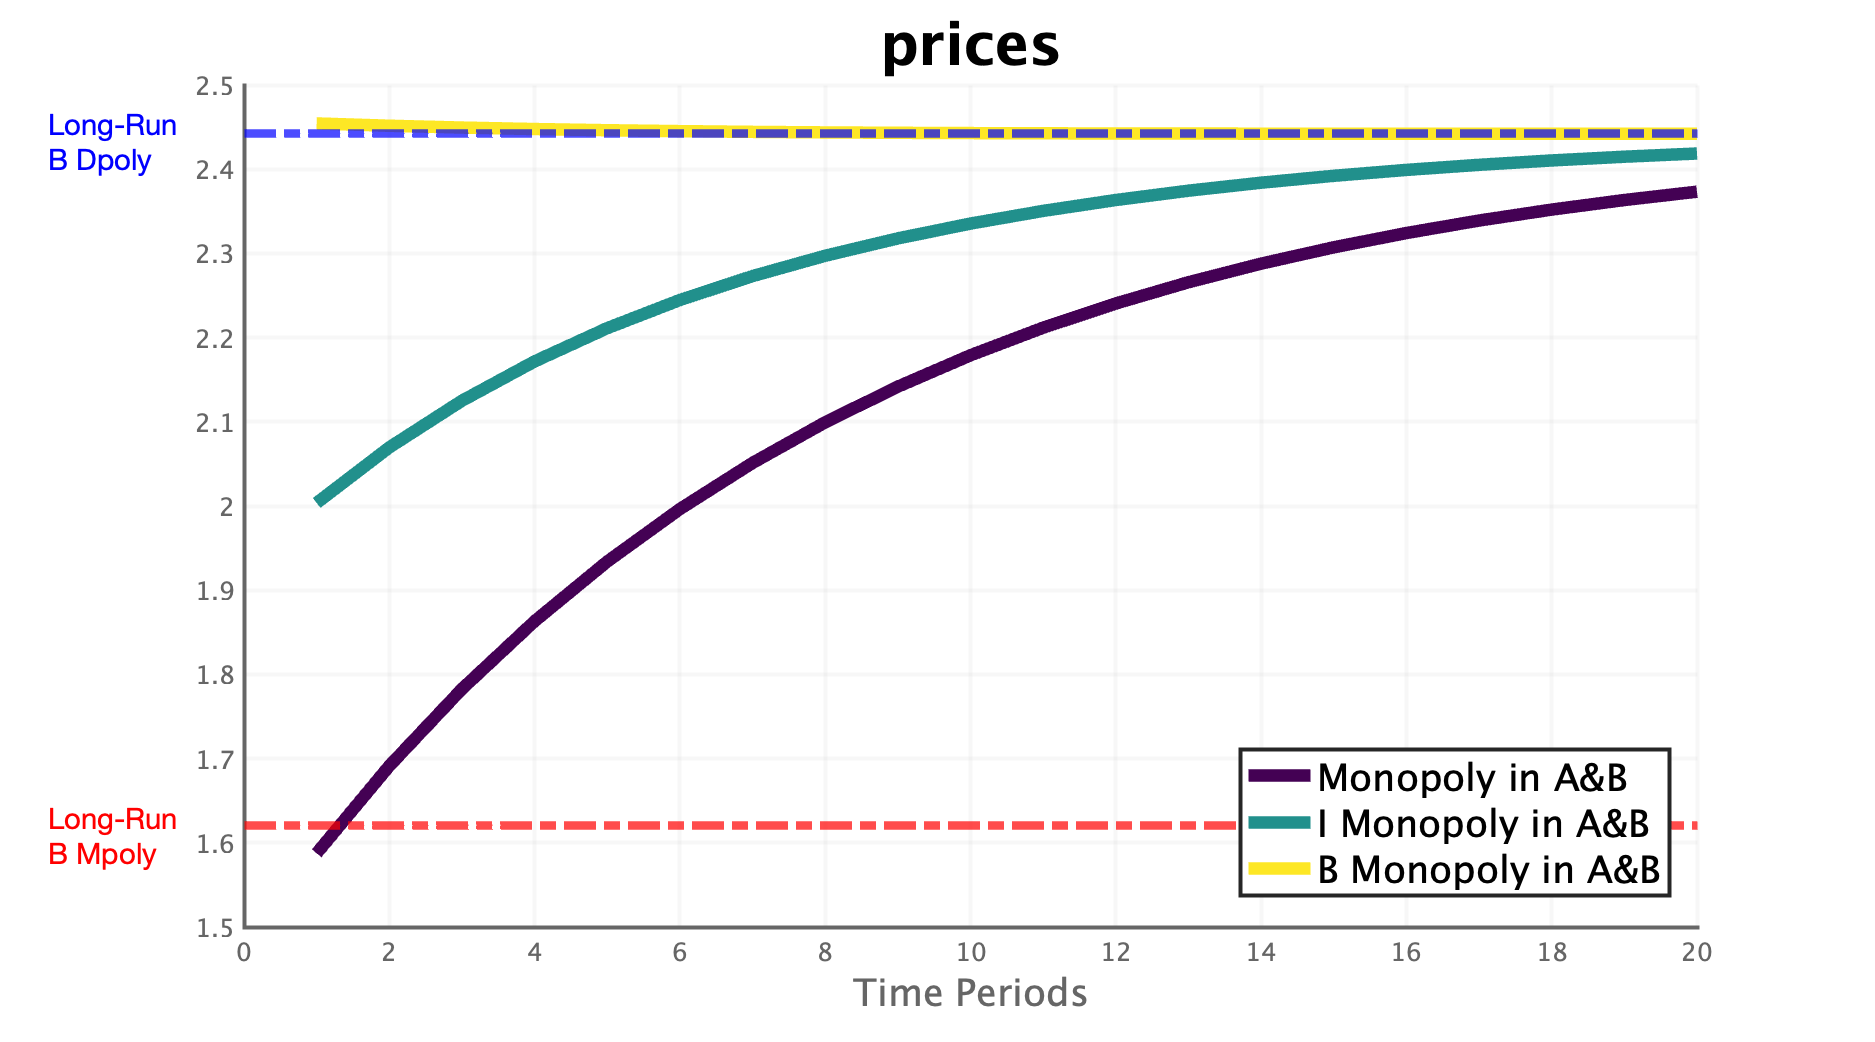 prices
2.5
Long-Run
B Dpoly
2.4
2.3
2.2
2.1
2
1.9
1.8
1.7
Long-Run
B Mpoly
1.6
1.5
Monopoly in A&B
I Monopoly in A&B
B Monopoly in A&B
0 2 4 6 8 10 12 14 16 18 20
Time Periods